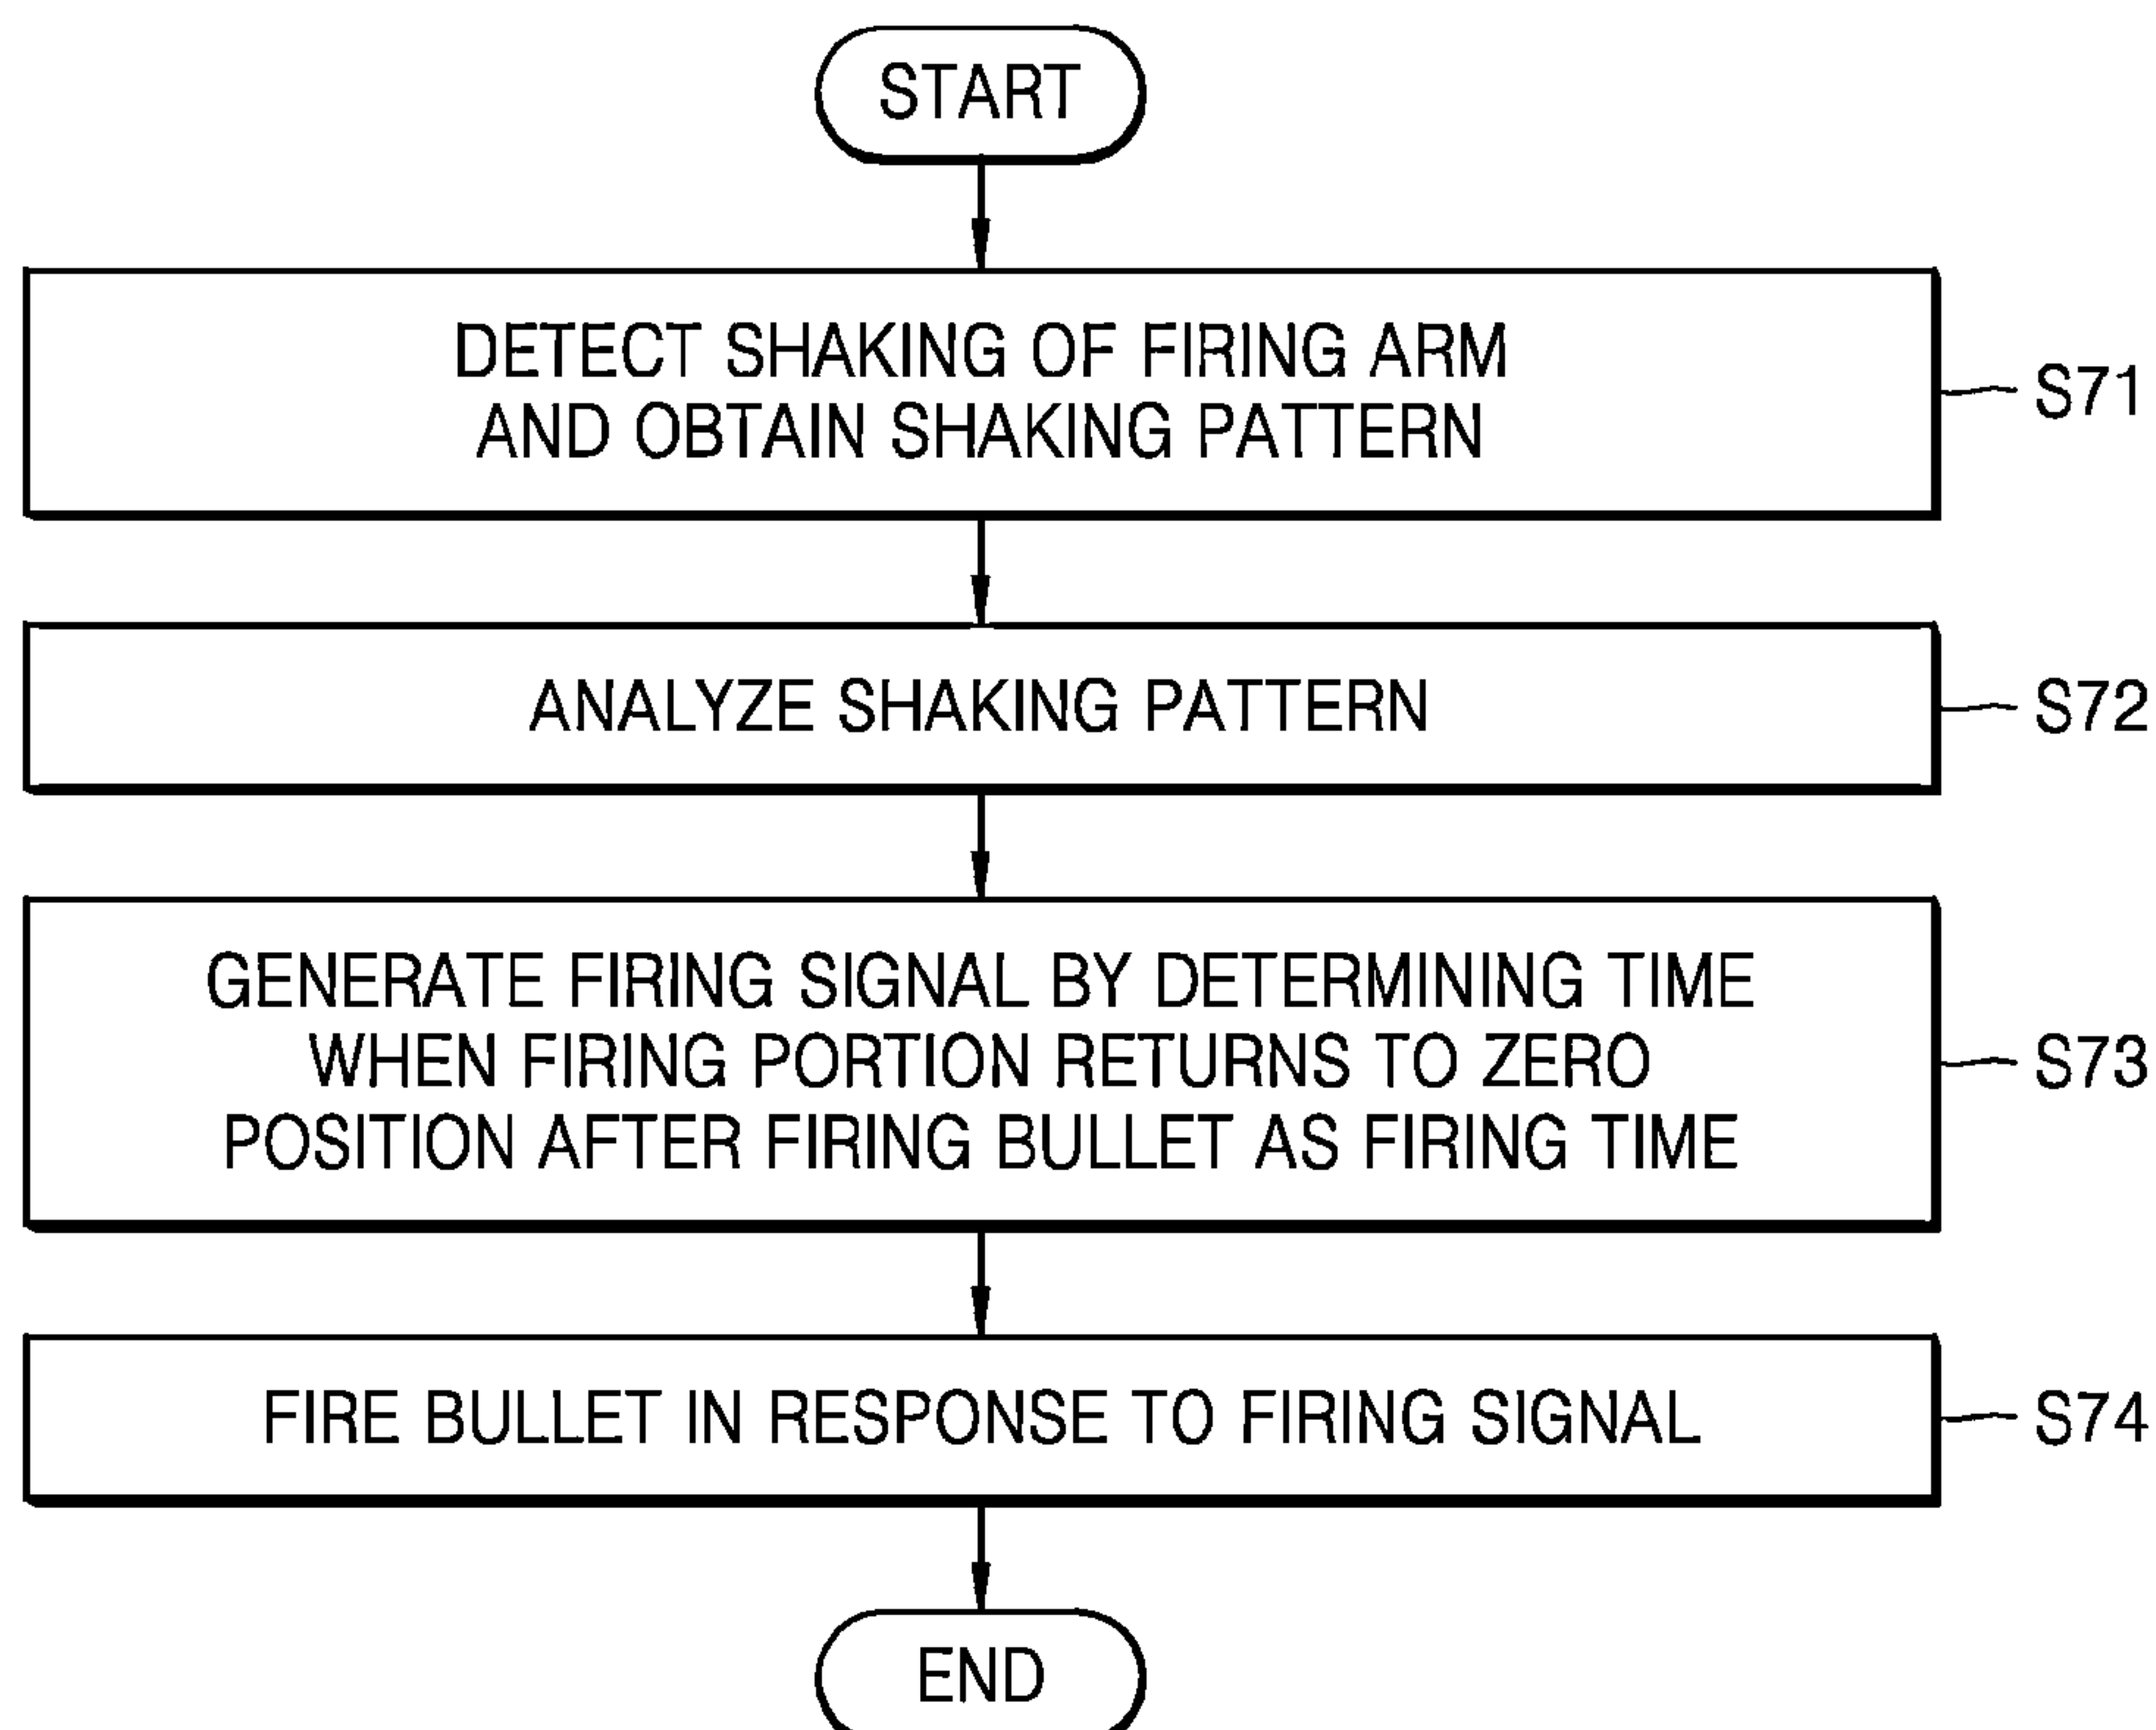 START
DETECT SHAKING OF FIRING ARM
AND OBTAIN SHAKING PATTERN
S71
ANALYZE SHAKING PATTERN
S72
GENERATE FIRING SIGNAL BY DETERMINING TIME
WHEN FIRING PORTION RETURNS TO ZERO
POSITION AFTER FIRING BULLET AS FIRING TIME
S73
FIRE BULLET IN RESPONSE TO FIRING SIGNAL
S74
END